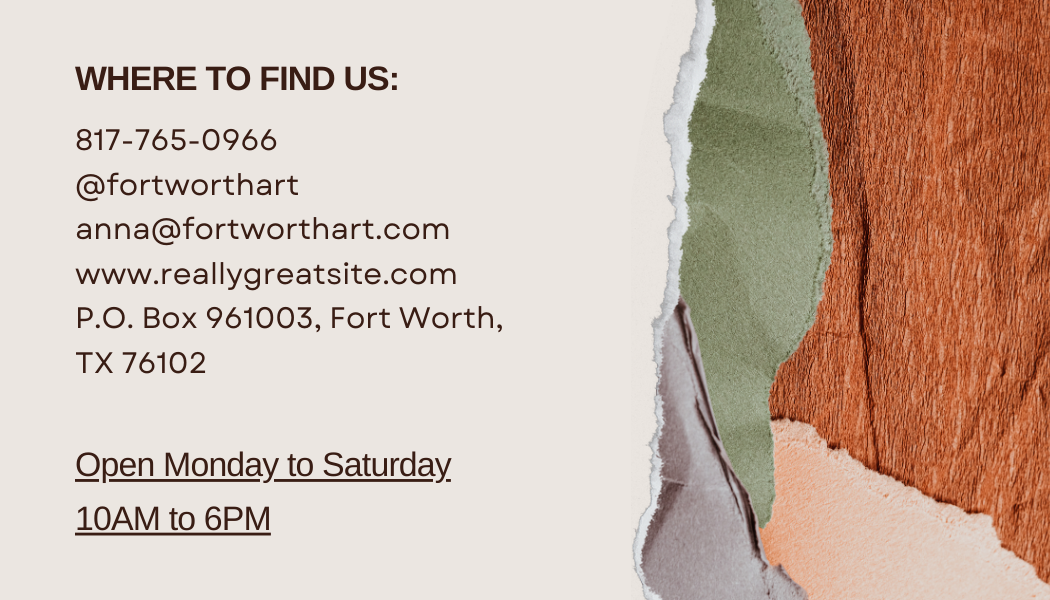 WHERE TO FIND US:
817-765-0966
@fortworthart
anna@fortworthart.com
www.reallygreatsite.com
P.O. Box 961003, Fort Worth,
TX 76102
Open Monday to Saturday
10AM to 6PM